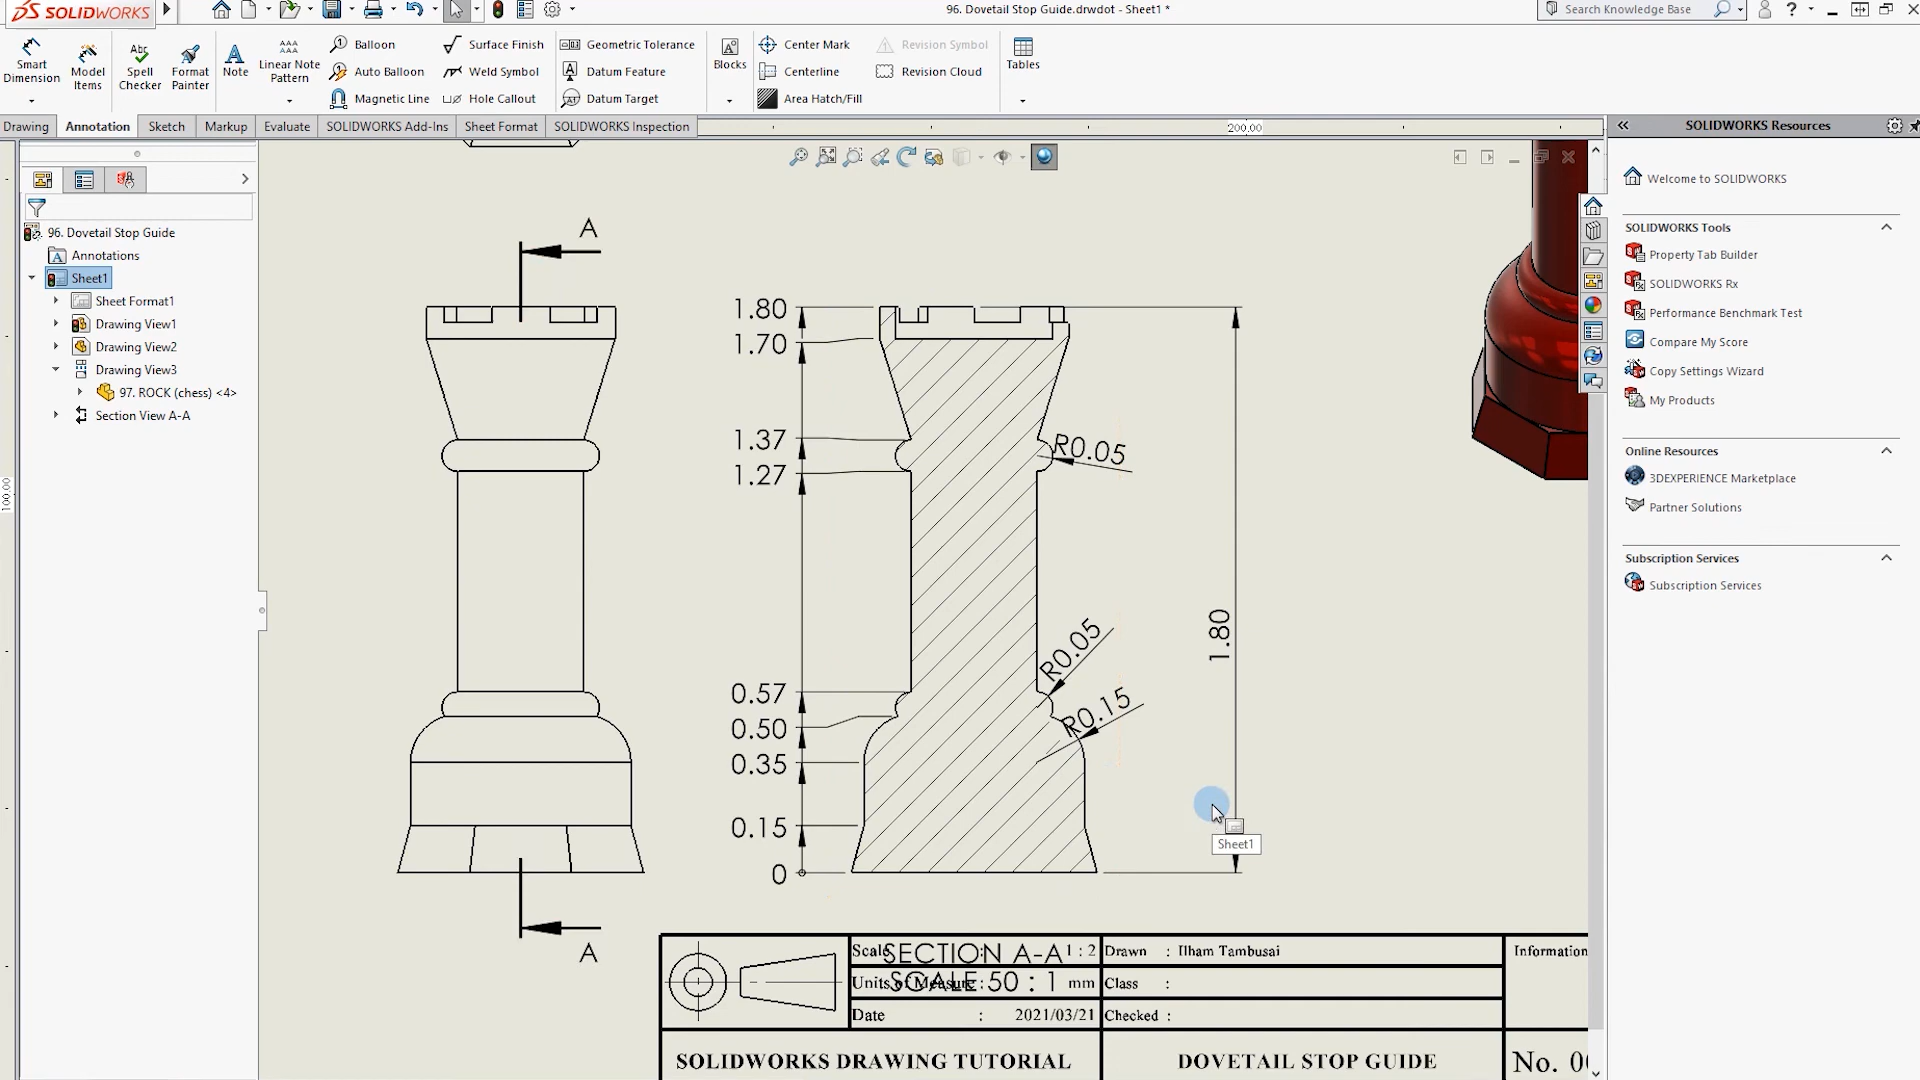 SOLIDWORKS
96. Dovetail Stop Guide.drwdot - Sheet1 *
Search Knowledge Base
Smart Dimension
Model Items
Spell Checker
Format Painter
Note
Linear Note Pattern
Balloon
Auto Balloon
Magnetic Line
Surface Finish
Weld Symbol
Hole Callout
Geometric Tolerance
Datum Feature
Datum Target
Blocks
Center Mark
Centerline
Area Hatch/Fill
Revision Symbol
Revision Cloud
Tables
Drawing
Annotation
Sketch
Markup
Evaluate
SOLIDWORKS Add-Ins
Sheet Format
SOLIDWORKS Inspection
200.00
100.00
96. Dovetail Stop Guide
Annotations
Sheet1
Sheet Format1
Drawing View1
Drawing View2
Drawing View3
97. ROCK (chess) <4>
Section View A-A
A
A
1.80
1.70
1.37
1.27
0.57
0.50
0.35
0.15
0
R0.05
R0.05
R0.15
1.80
Sheet1
SECTION A-A
SCALE 50 : 1
Scale : 1 : 2
Units of Measure : mm
Date : 2021/03/21
Drawn : Ilham Tambusai
Class :
Checked :
Information
SOLIDWORKS DRAWING TUTORIAL
DOVETAIL STOP GUIDE
No.
SOLIDWORKS Resources
Welcome to SOLIDWORKS
SOLIDWORKS Tools
Property Tab Builder
SOLIDWORKS Rx
Performance Benchmark Test
Compare My Score
Copy Settings Wizard
My Products
Online Resources
3DEXPERIENCE Marketplace
Partner Solutions
Subscription Services
Subscription Services